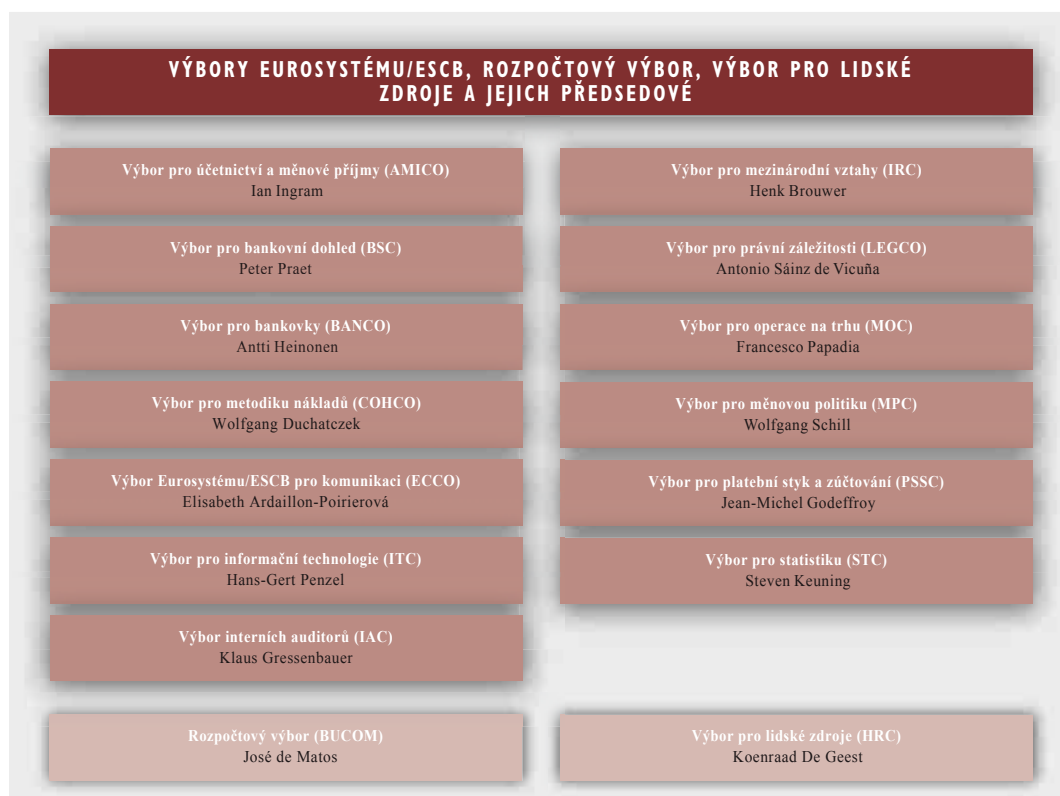 VÝBORY EUROSYSTÉMU/ESCB, ROZPOČTOVÝ VÝBOR, VÝBOR PRO LIDSKÉ
ZDROJE A JEJICH PŘEDSEDOVÉ
Výbor pro účetnictví a měnové příjmy (AMICO)
Ian Ingram
Výbor pro bankovní dohled (BSC)
Peter Praet
Výbor pro bankovky (BANCO)
Antti Heinonen
Výbor pro metodiku nákladů (COHCO)
Wolfgang Duchatczek
Výbor Eurosystému/ESCB pro komunikaci (ECCO)
Elisabeth Ardaillon-Poirierová
Výbor pro informační technologie (ITC)
Hans-Gert Penzel
Výbor interních auditorů (IAC)
Klaus Gressenbauer
Výbor pro mezinárodní vztahy (IRC)
Henk Brouwer
Výbor pro právní záležitosti (LEGCO)
Antonio Sáinz de Vicuña
Výbor pro operace na trhu (MOC)
Francesco Papadia
Výbor pro měnovou politiku (MPC)
Wolfgang Schill
Výbor pro platební styk a zúčtování (PSSC)
Jean-Michel Godeffroy
Výbor pro statistiku (STC)
Steven Keuning
Rozpočtový výbor (BUCOM)
José de Matos
Výbor pro lidské zdroje (HRC)
Koenraad De Geest